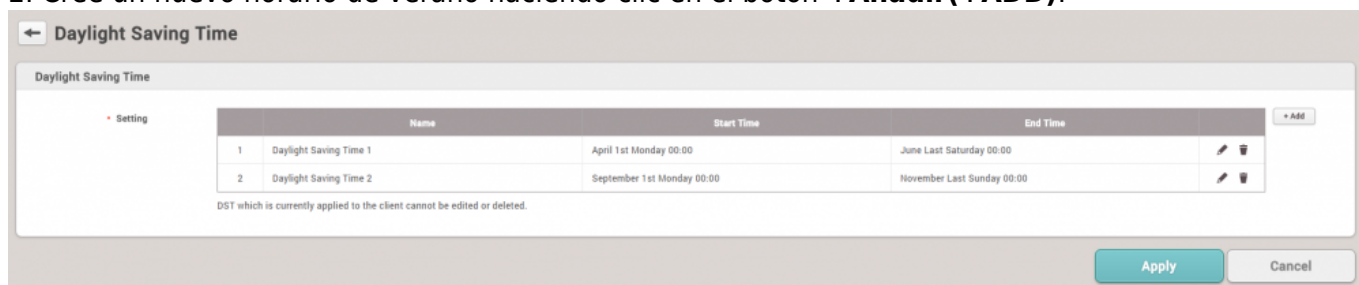 2. Cree un nuevo horario de verano haciendo clic en el botón +Añadir(+ADD).
Daylight Saving Time
Daylight Saving Time
• Setting
Name Start Time End Time
+ Add
1 Daylight Saving Time 1 April 1st Monday 00:00 June Last Saturday 00:00
2 Daylight Saving Time 2 September 1st Monday 00:00 November Last Sunday 00:00
DST which is currently applied to the client cannot be edited or deleted.
Apply Cancel